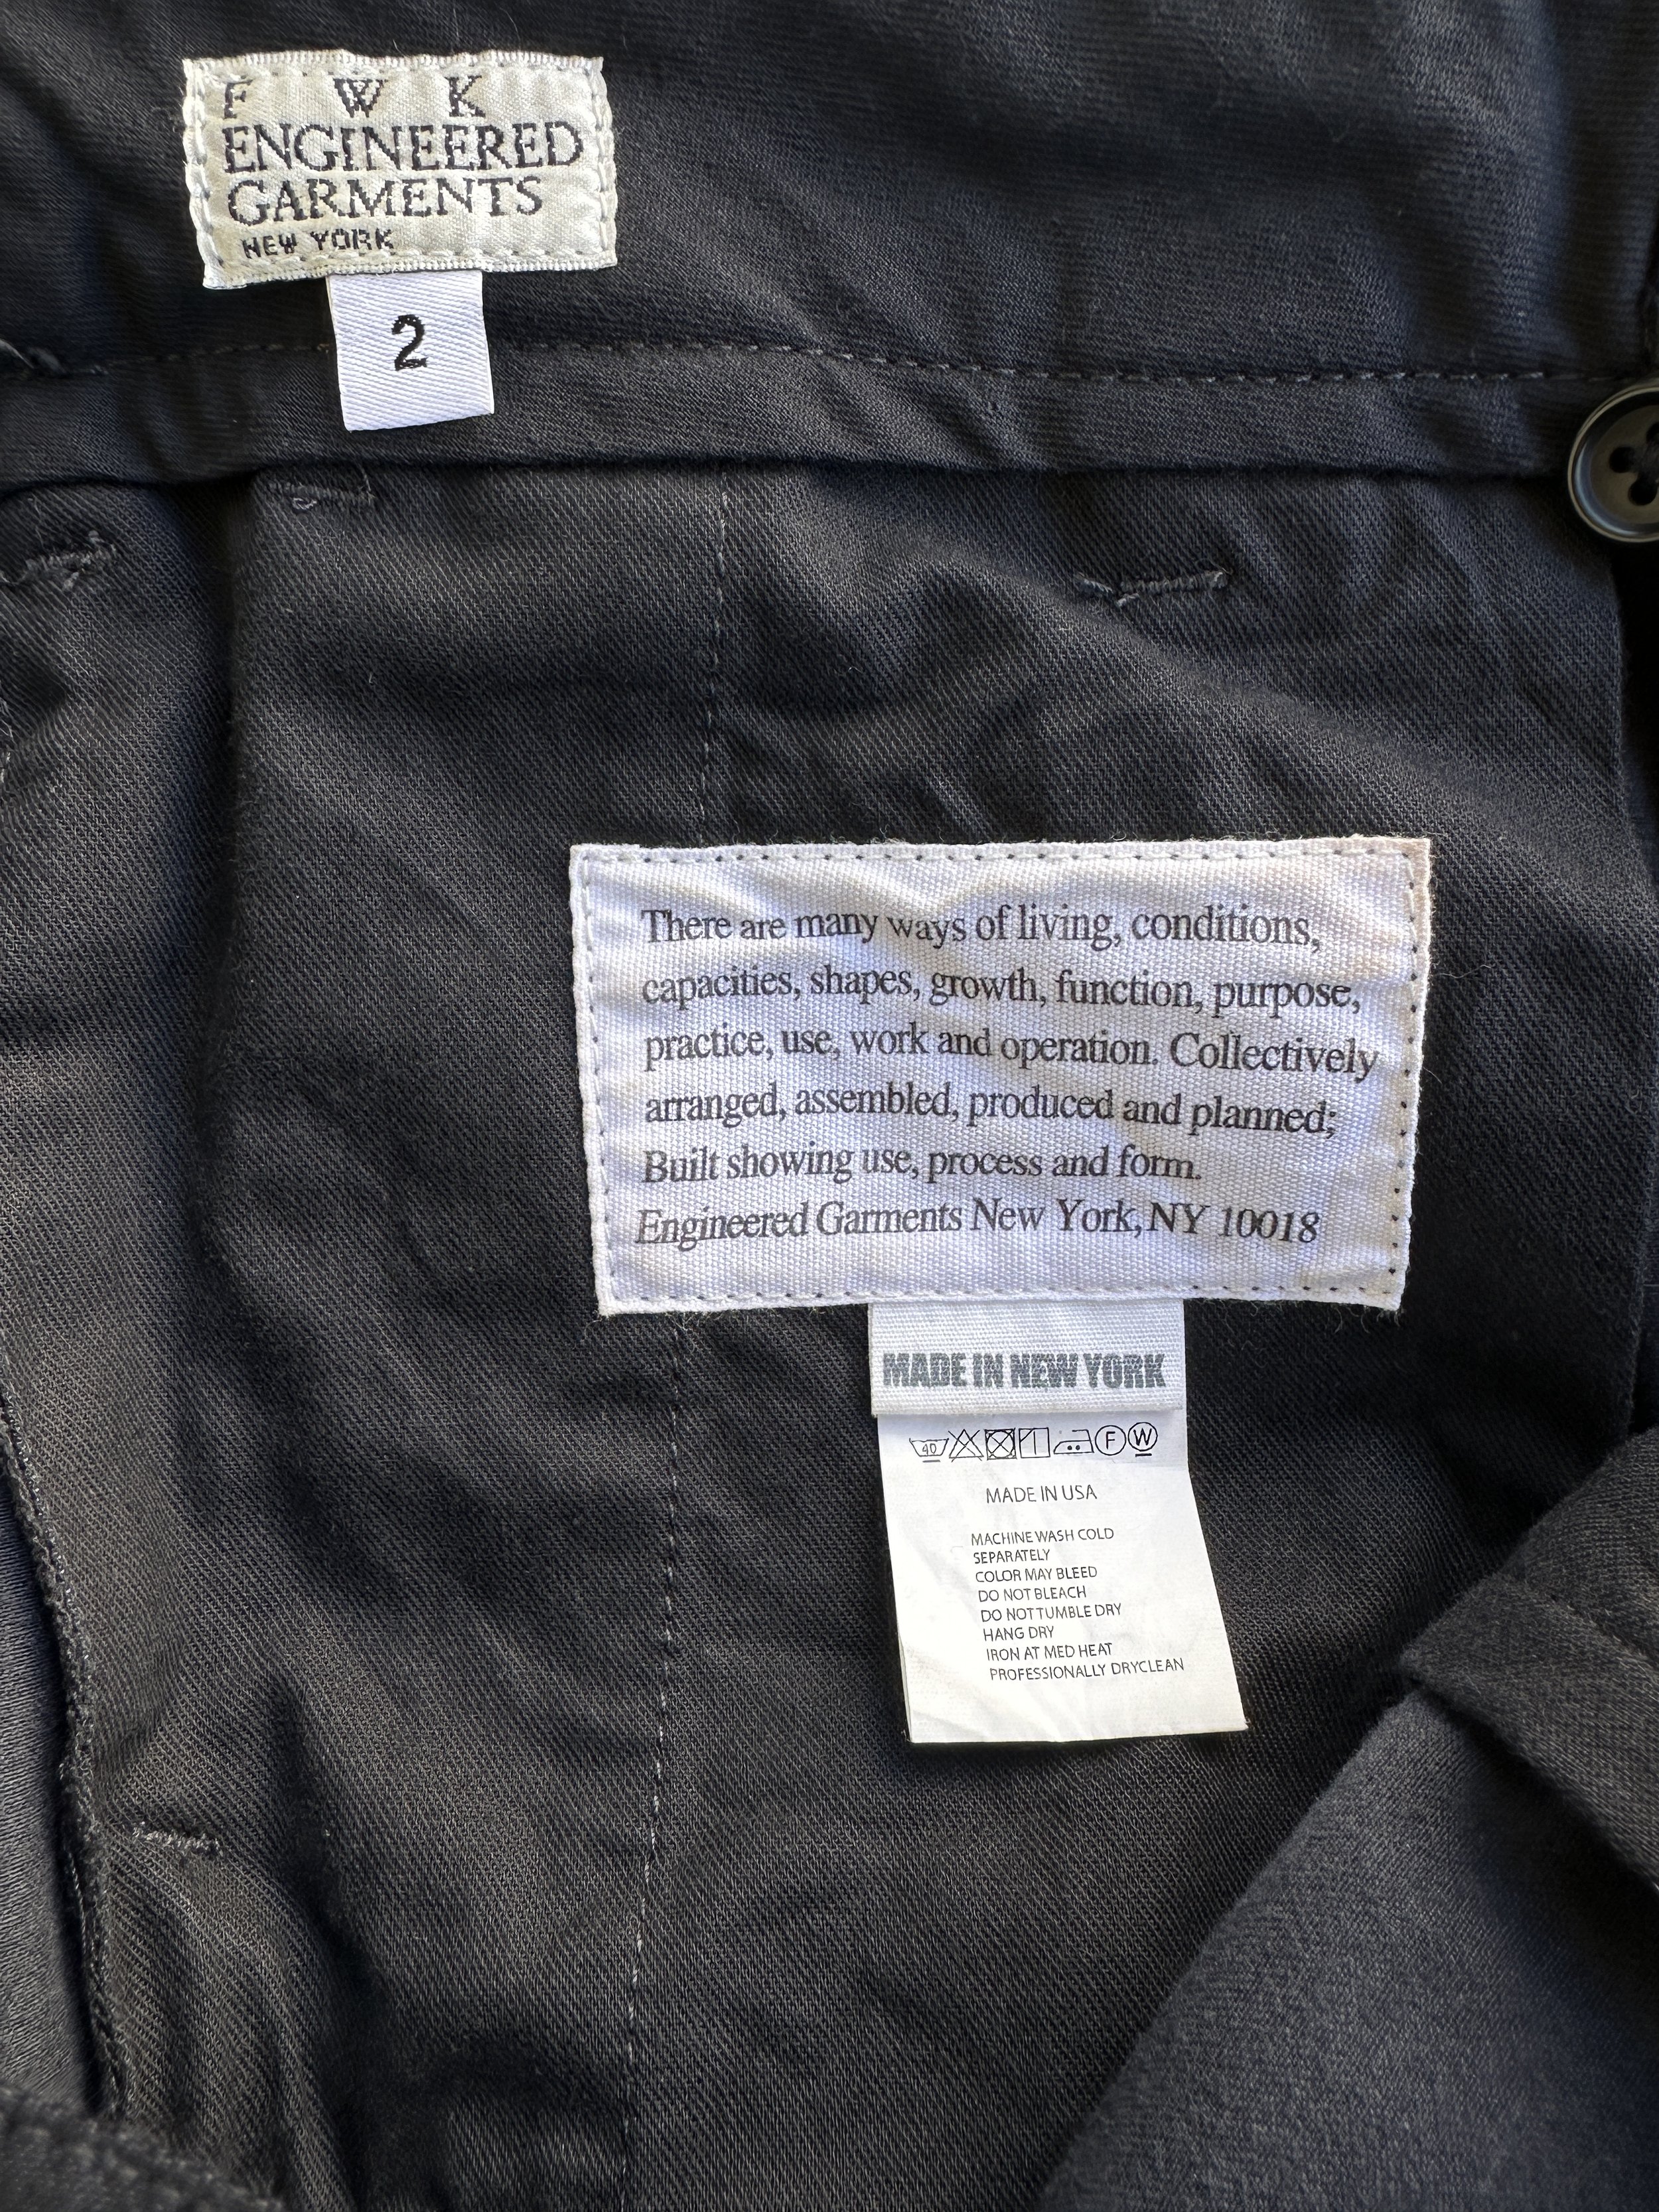 F W K
ENGINEERED
GARMENTS
NEW YORK
2
There are many ways of living, conditions,
capacities, shapes, growth, function, purpose,
practice, use, work and operation. Collectively
arranged, assembled, produced and planned;
Built showing use, process and form.
Engineered Garments New York, NY 10018
MADE IN NEW YORK
40 F W
MADE IN USA
MACHINE WASH COLD
SEPARATELY
COLOR MAY BLEED
DO NOT BLEACH
DO NOT TUMBLE DRY
HANG DRY
IRON AT MED HEAT
PROFESSIONALLY DRYCLEAN